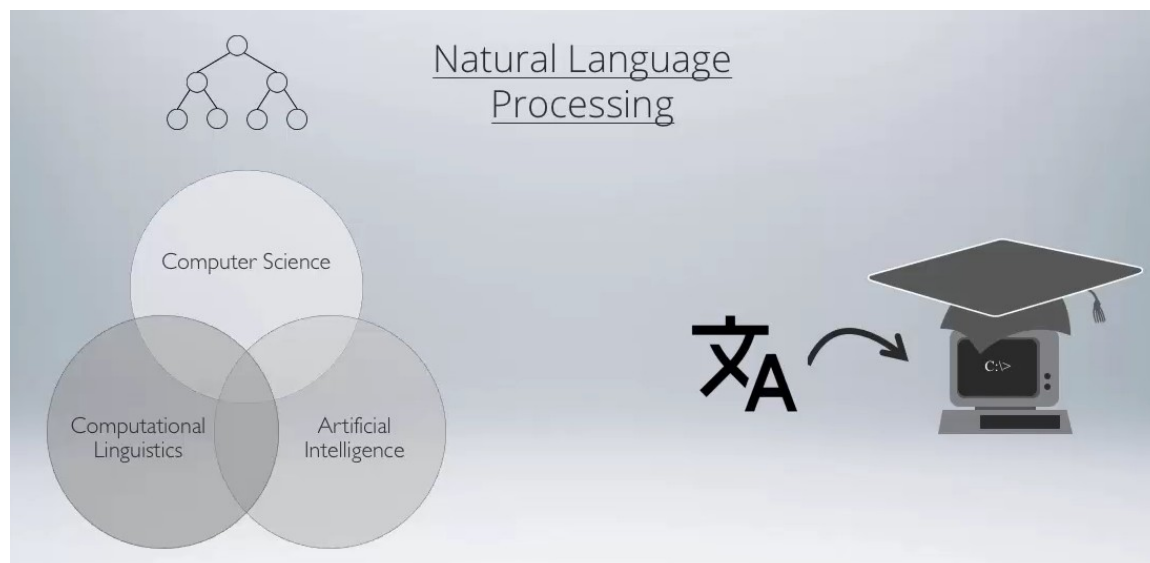 Natural Language
Processing
Computer Science
Computational
Linguistics
Artificial
Intelligence
文A
C:\>